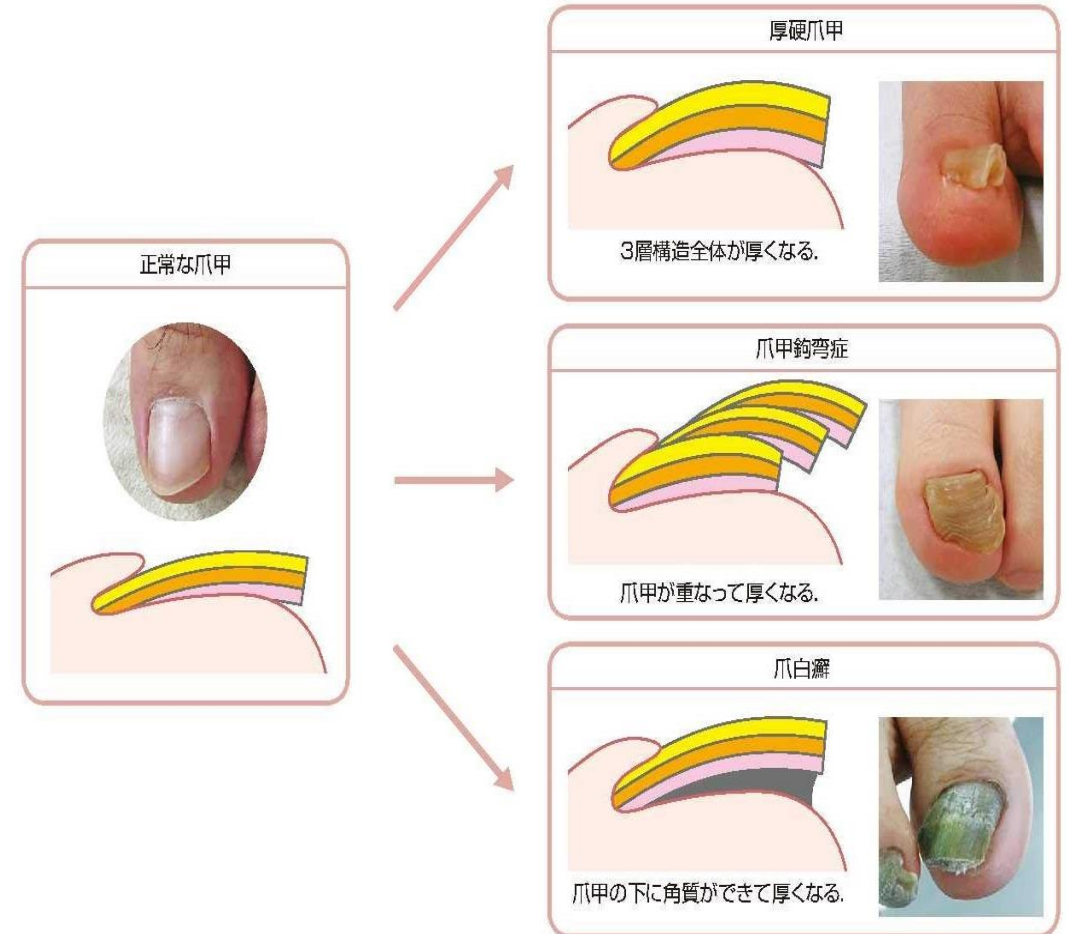 正常な爪甲
厚硬爪甲
3層構造全体が厚くなる.
爪甲鉤弯症
爪甲が重なって厚くなる.
爪白癬
爪甲の下に角質ができて厚くなる.